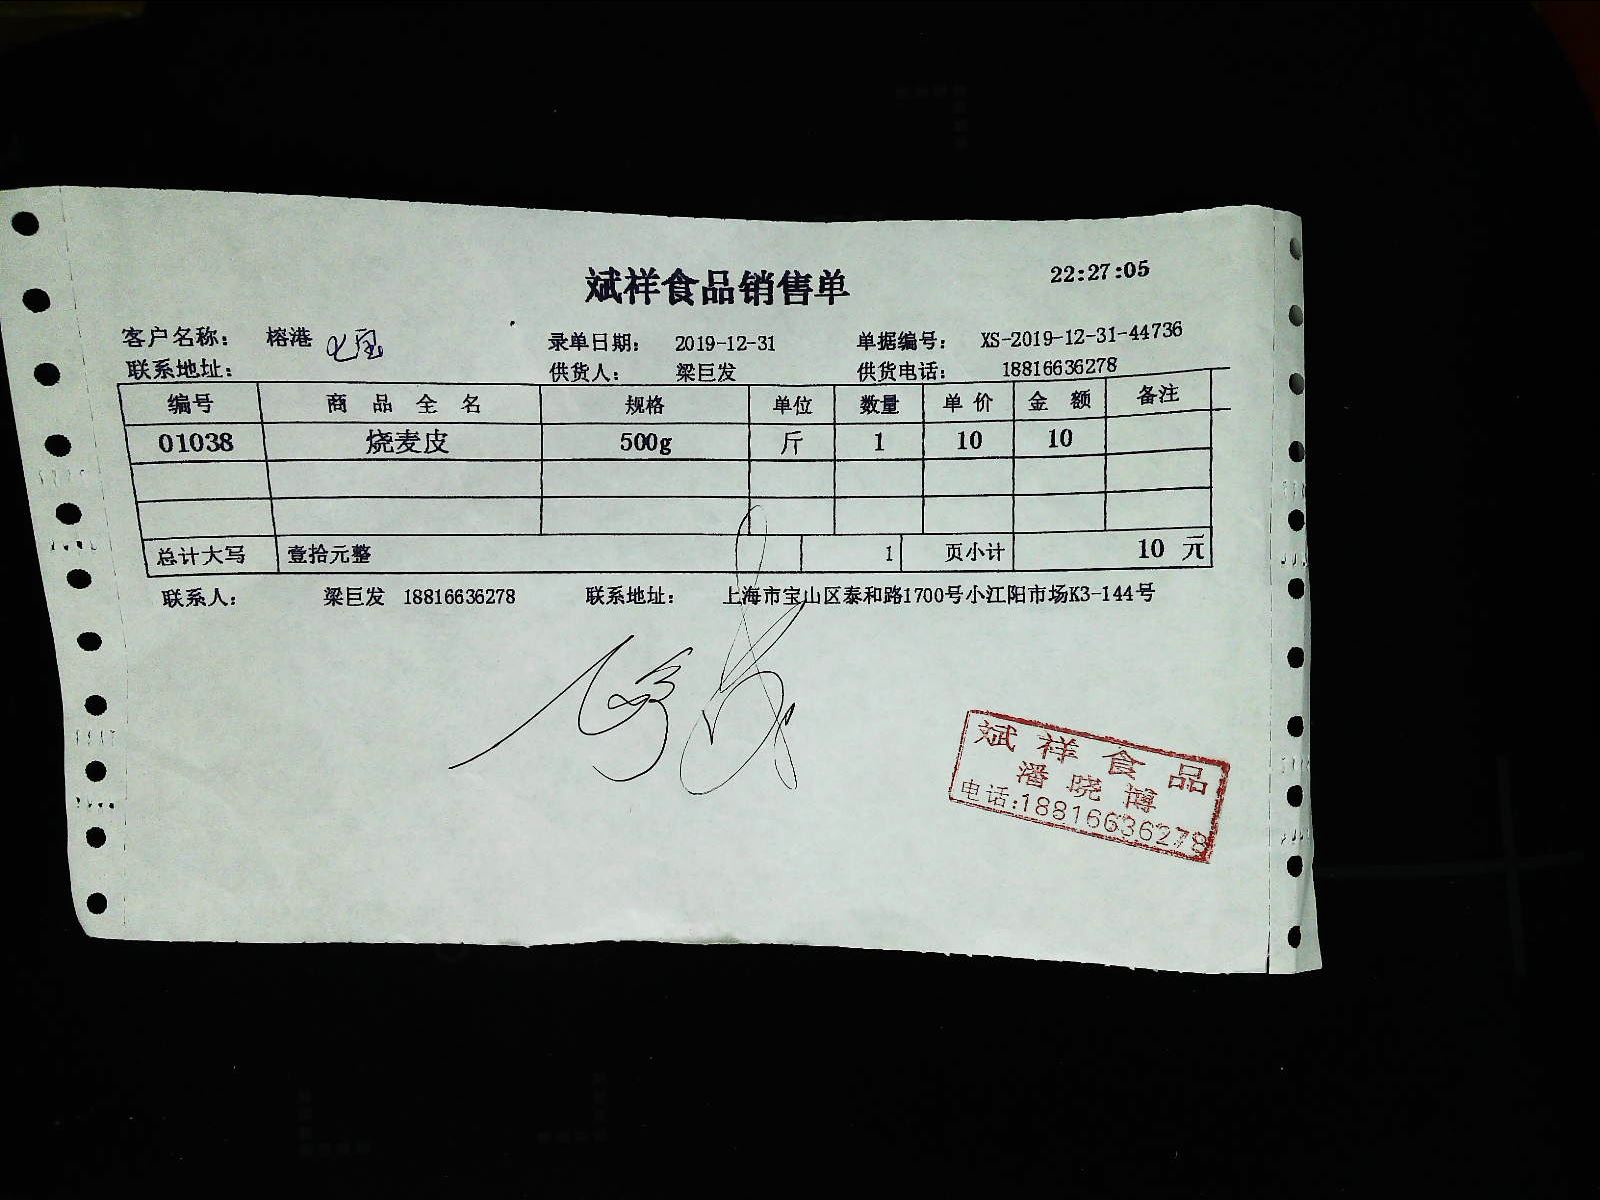 斌祥食品销售单 22:27:05
客户名称： 榕港 七宝 录单日期： 2019-12-31 单据编号： XS-2019-12-31-44736
联系地址： 供货人： 梁巨发 供货电话： 18816636278
编号 商品全名 规格 单位 数量 单价 金额 备注
01038 烧麦皮 500g 斤 1 10 10
总计大写 壹拾元整 1 页小计 10 元
联系人： 梁巨发 18816636278 联系地址： 上海市宝山区泰和路1700号小江阳市场K3-144号
斌祥食品
潘晓博
电话:18816636278